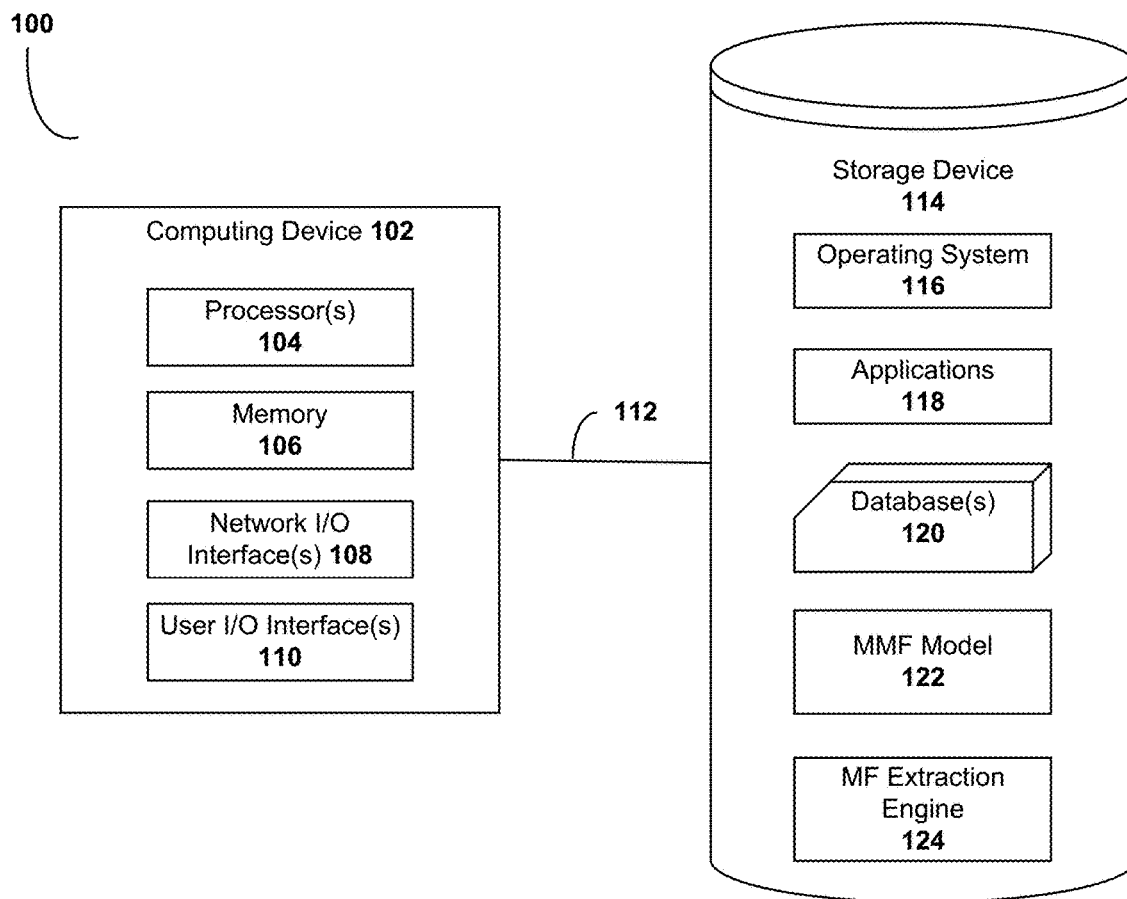 100
Computing Device 102
Processor(s)
104
Memory
106
Network I/O
Interface(s) 108
User I/O Interface(s)
110
112
Storage Device
114
Operating System
116
Applications
118
Database(s)
120
MMF Model
122
MF Extraction
Engine
124